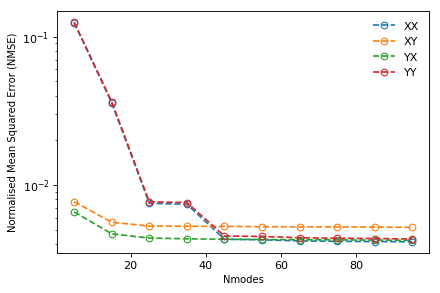 Normalised Mean Squared Error (NMSE)
10⁻¹
10⁻²
XX
XY
YX
YY
20 40 60 80
Nmodes